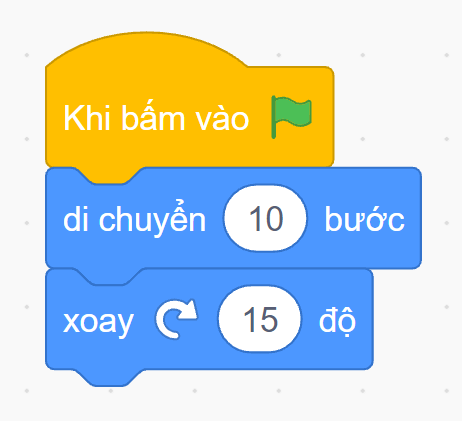 Khi bấm vào
di chuyển 10 bước
xoay 15 độ